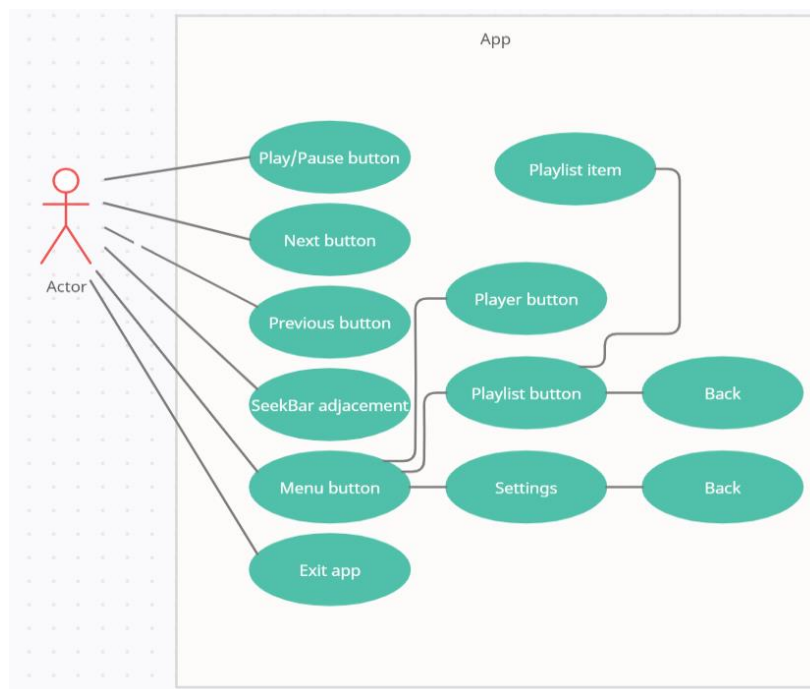 App
Play/Pause button
Playlist item
Next button
Actor
Player button
Previous button
Playlist button
Back
SeekBar adjacement
Menu button
Settings
Back
Exit app